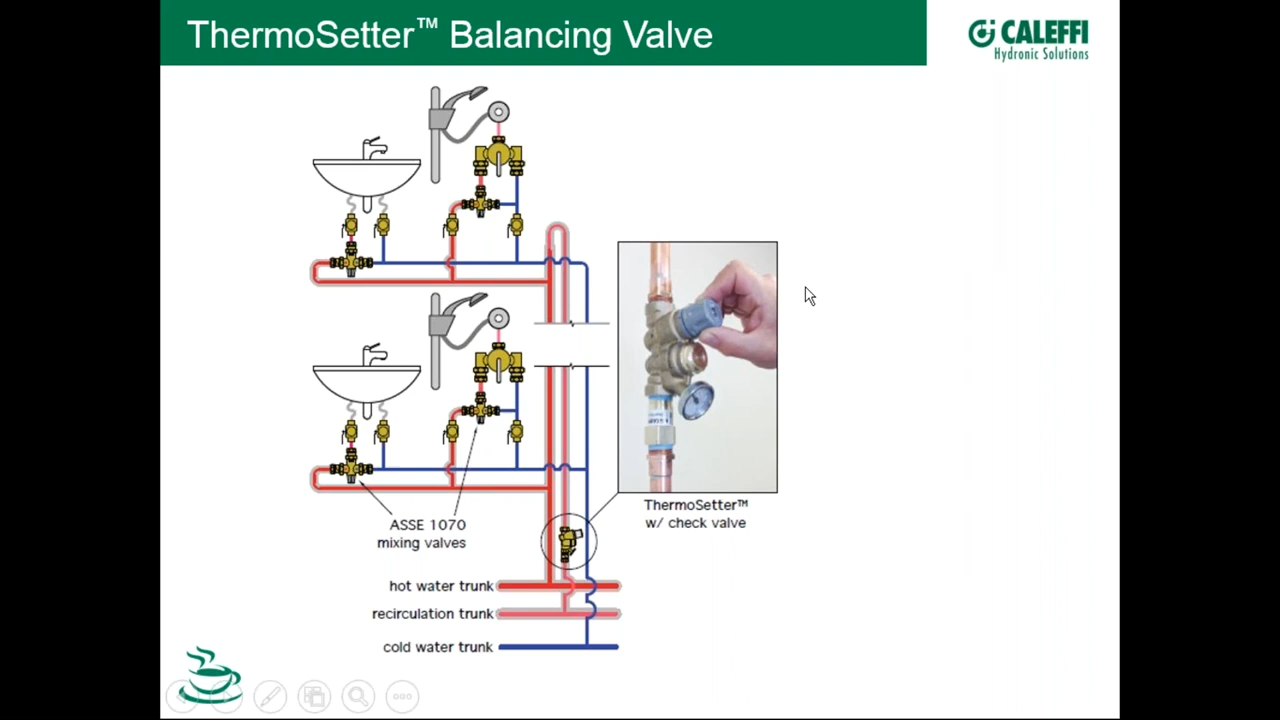 ThermoSetter™ Balancing Valve
CALEFFI
Hydronic Solutions
ThermoSetter™
w/ check valve
ASSE 1070
mixing valves
hot water trunk
recirculation trunk
cold water trunk